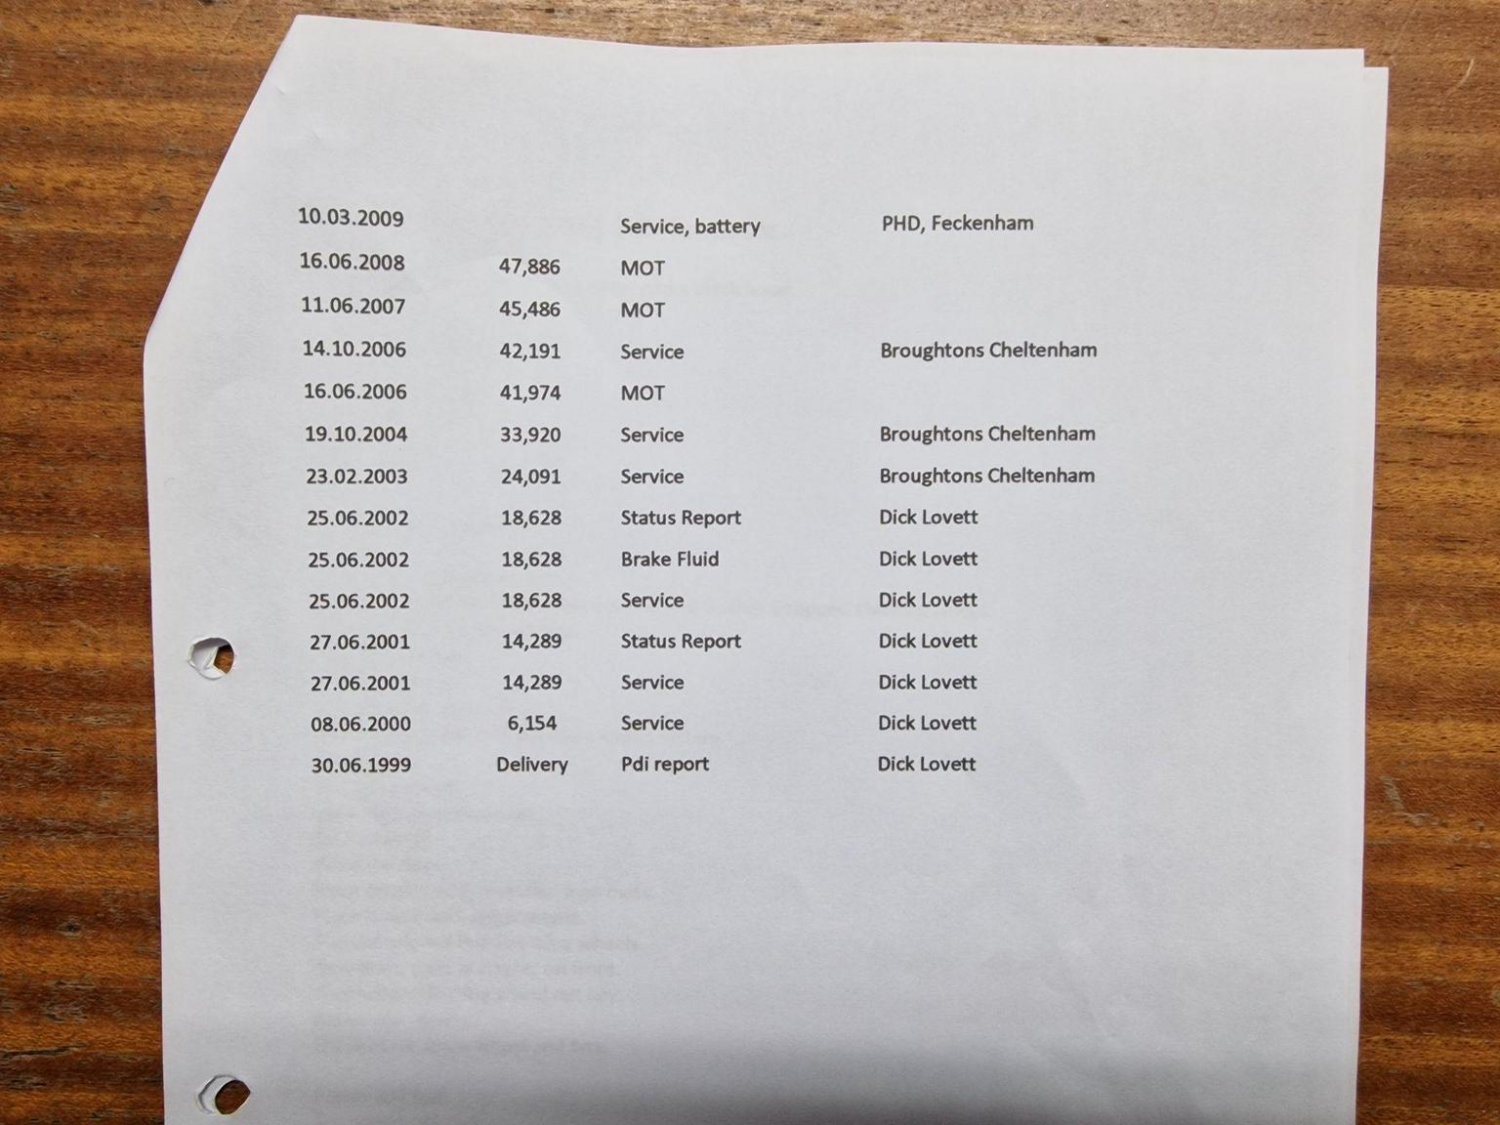 10.03.2009 Service, battery PHD, Feckenham
16.06.2008 47,886 MOT
11.06.2007 45,486 MOT
14.10.2006 42,191 Service Broughtons Cheltenham
16.06.2006 41,974 MOT
19.10.2004 33,920 Service Broughtons Cheltenham
23.02.2003 24,091 Service Broughtons Cheltenham
25.06.2002 18,628 Status Report Dick Lovett
25.06.2002 18,628 Brake Fluid Dick Lovett
25.06.2002 18,628 Service Dick Lovett
27.06.2001 14,289 Status Report Dick Lovett
27.06.2001 14,289 Service Dick Lovett
08.06.2000 6,154 Service Dick Lovett
30.06.1999 Delivery Pdi report Dick Lovett